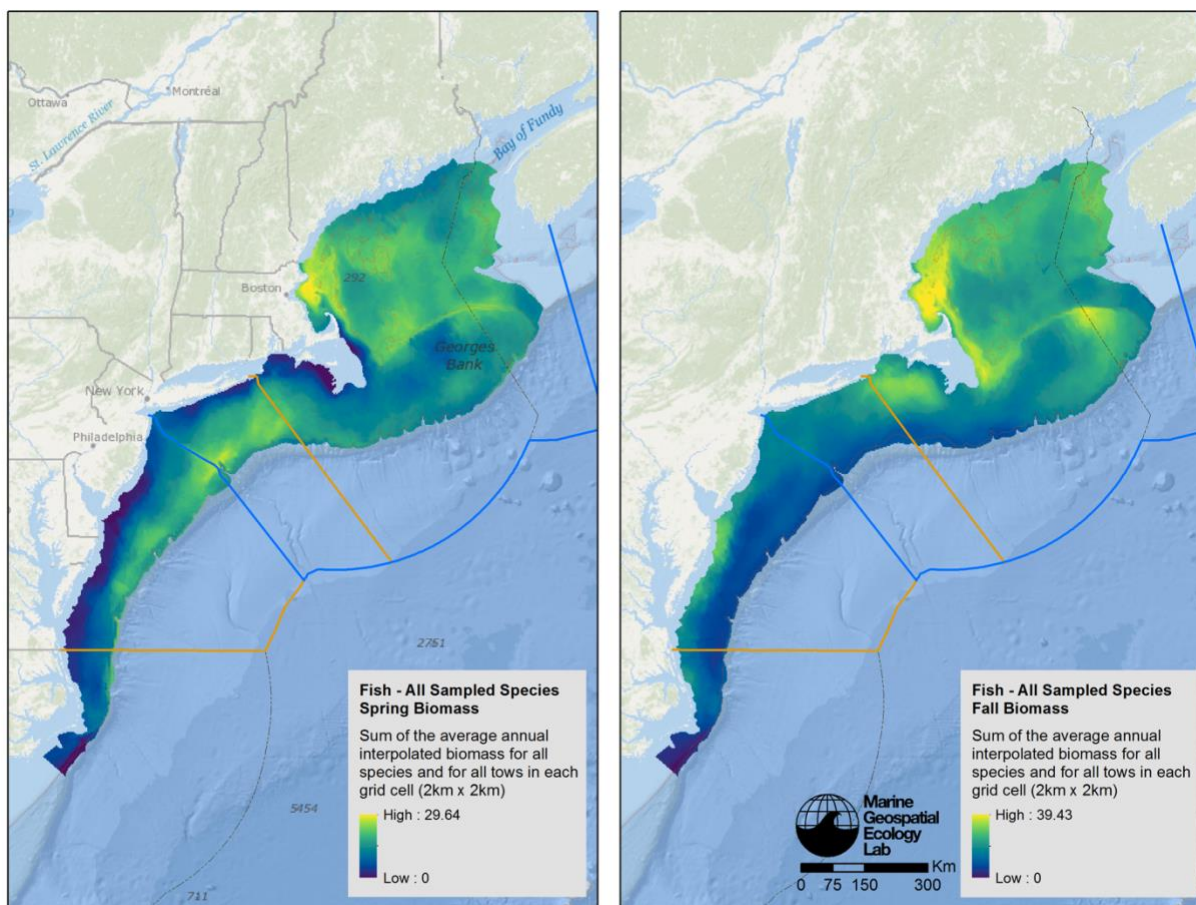 Ottawa
Montréal
St. Lawrence River
Bay of Fundy
292
Boston
Georges
Bank
New York
Philadelphia
2751
5454
711
Fish - All Sampled Species
Spring Biomass
Sum of the average annual
interpolated biomass for all
species and for all tows in each
grid cell (2km x 2km)
High : 29.64
Low : 0
Marine
Geospatial
Ecology
Lab
Km
0 75 150 300
Fish - All Sampled Species
Fall Biomass
Sum of the average annual
interpolated biomass for all
species and for all tows in each
grid cell (2km x 2km)
High : 39.43
Low : 0